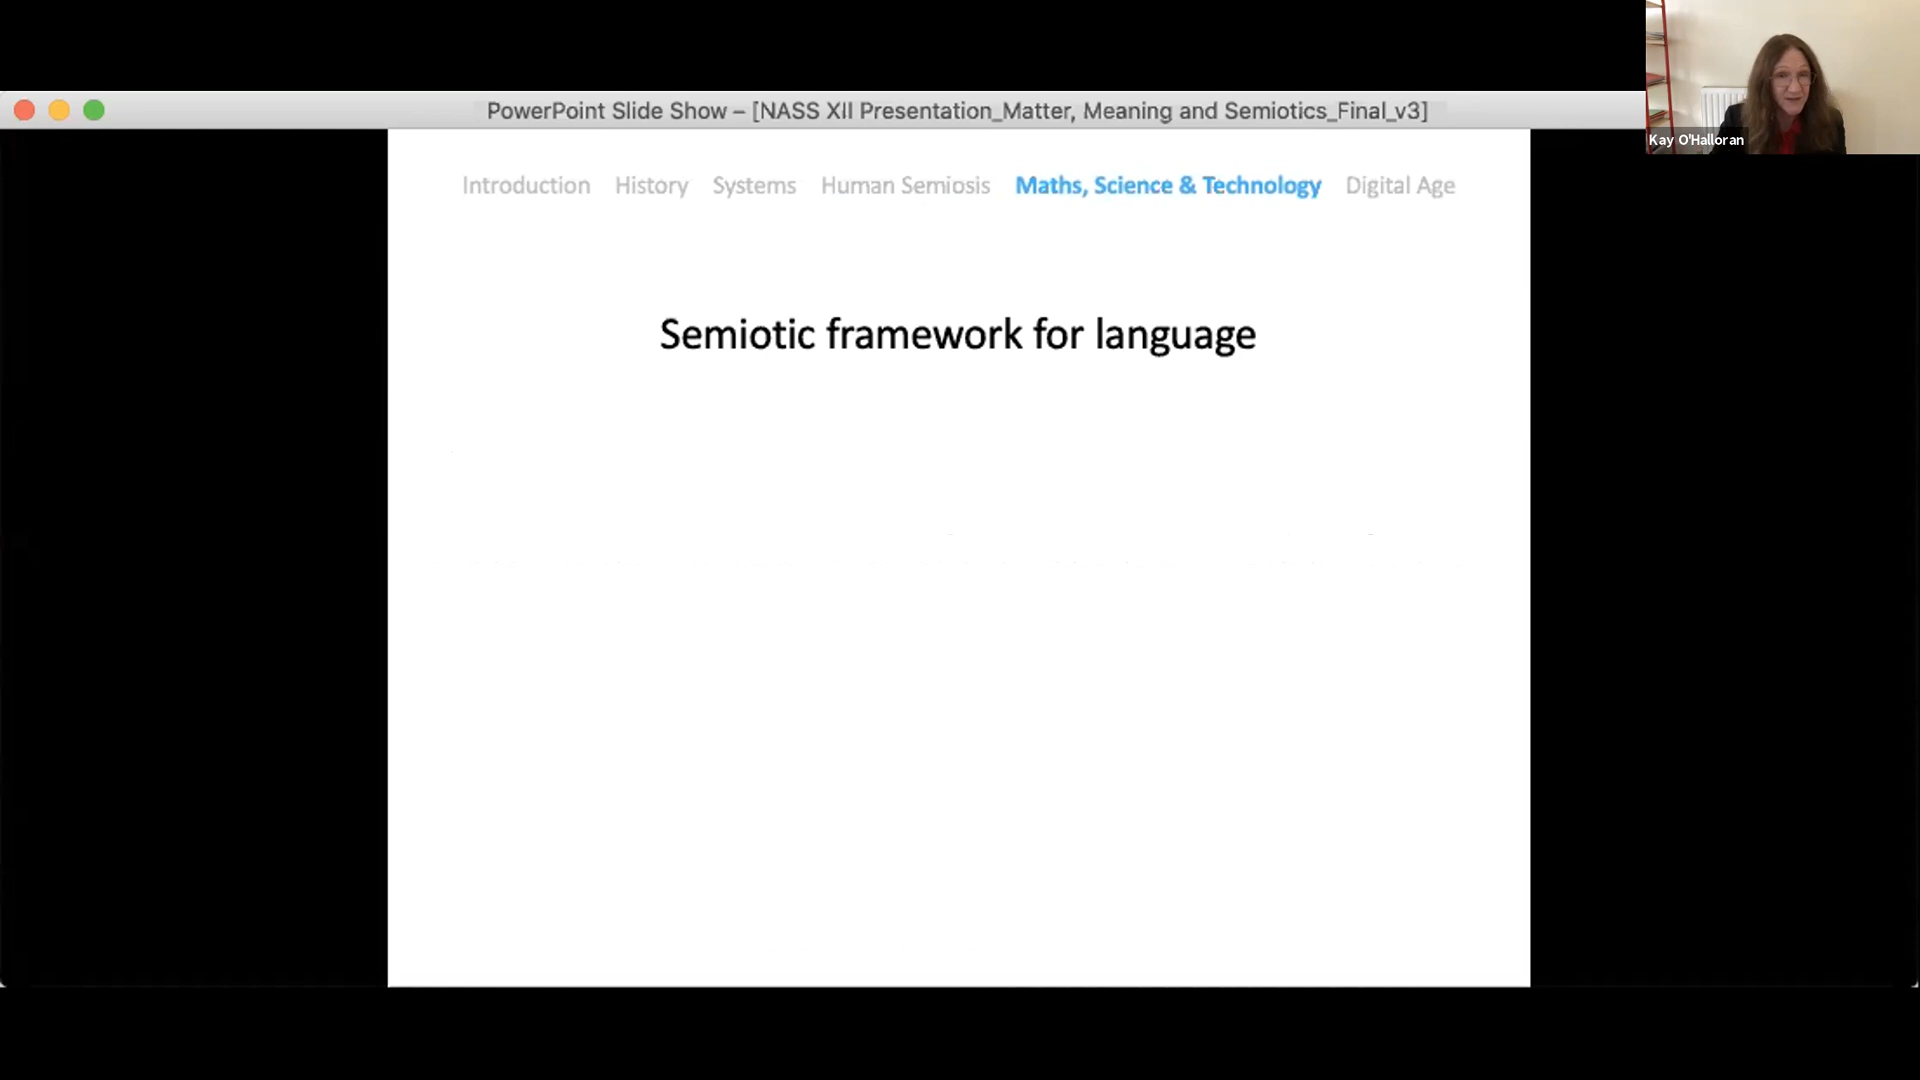 PowerPoint Slide Show – [NASS XII Presentation_Matter, Meaning and Semiotics_Final_v3]
Kay O'Halloran
Introduction History Systems Human Semiosis Maths, Science & Technology Digital Age
Semiotic framework for language